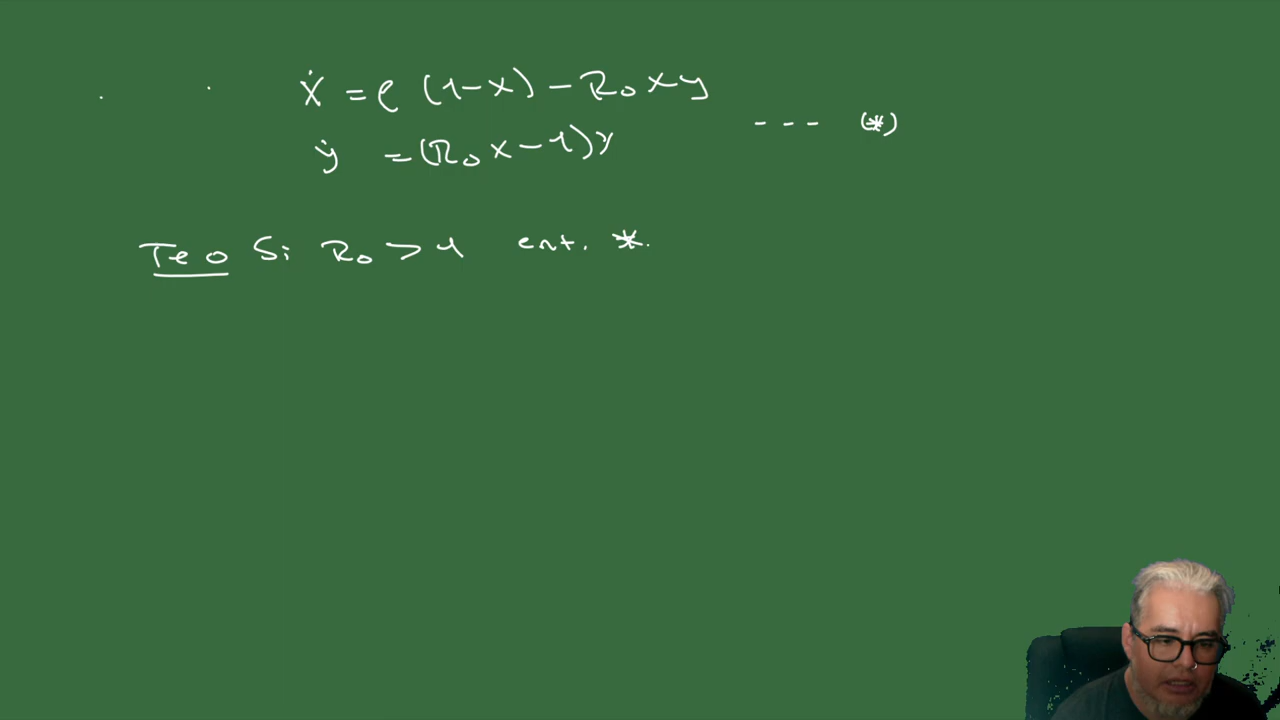 ẋ = ρ (1-x) - R₀xy
ẏ = (R₀x-1)y --- (*)
Teo Si R₀ > 1 ent. *.